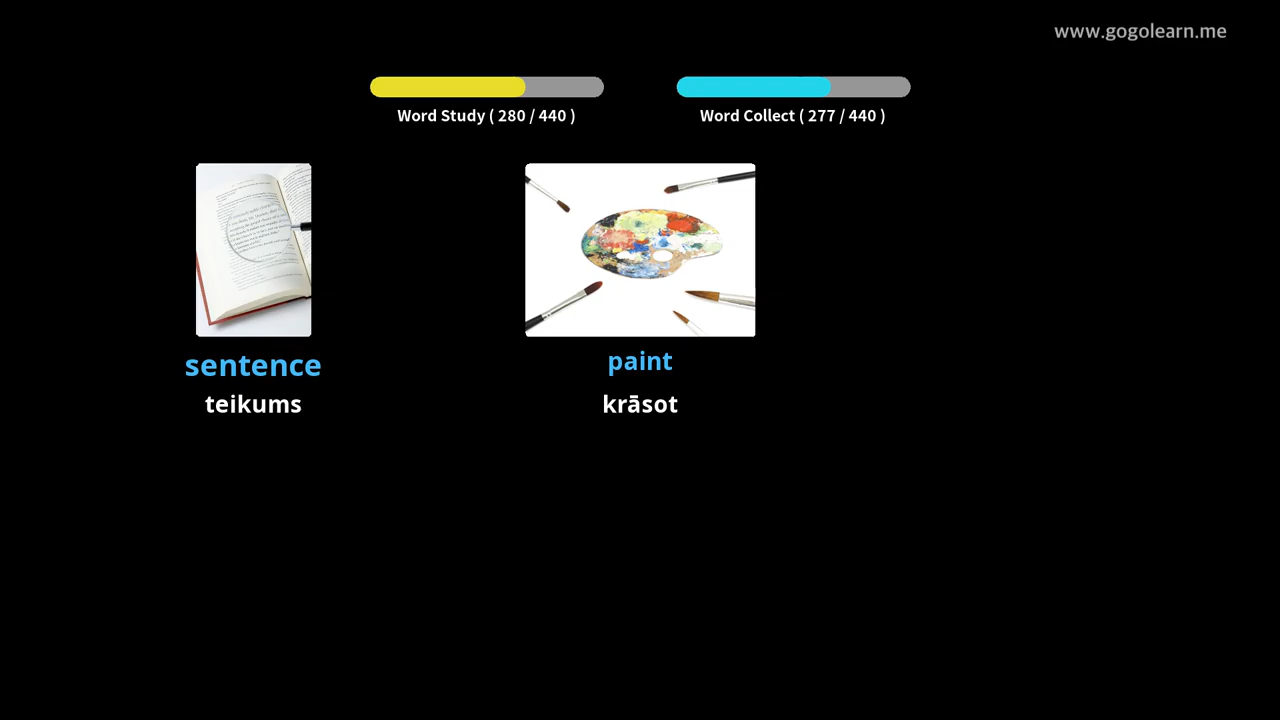 www.gogolearn.me
Word Study ( 280 / 440 )
Word Collect ( 277 / 440 )
sentence
teikums
paint
krāsot